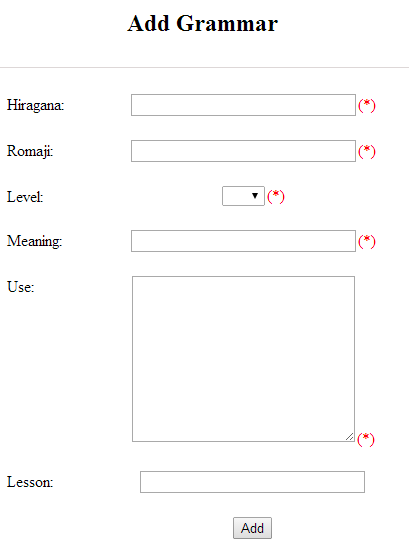 Add Grammar
Hiragana: (*)
Romaji: (*)
Level: (*)
Meaning: (*)
Use: (*)
Lesson:
Add